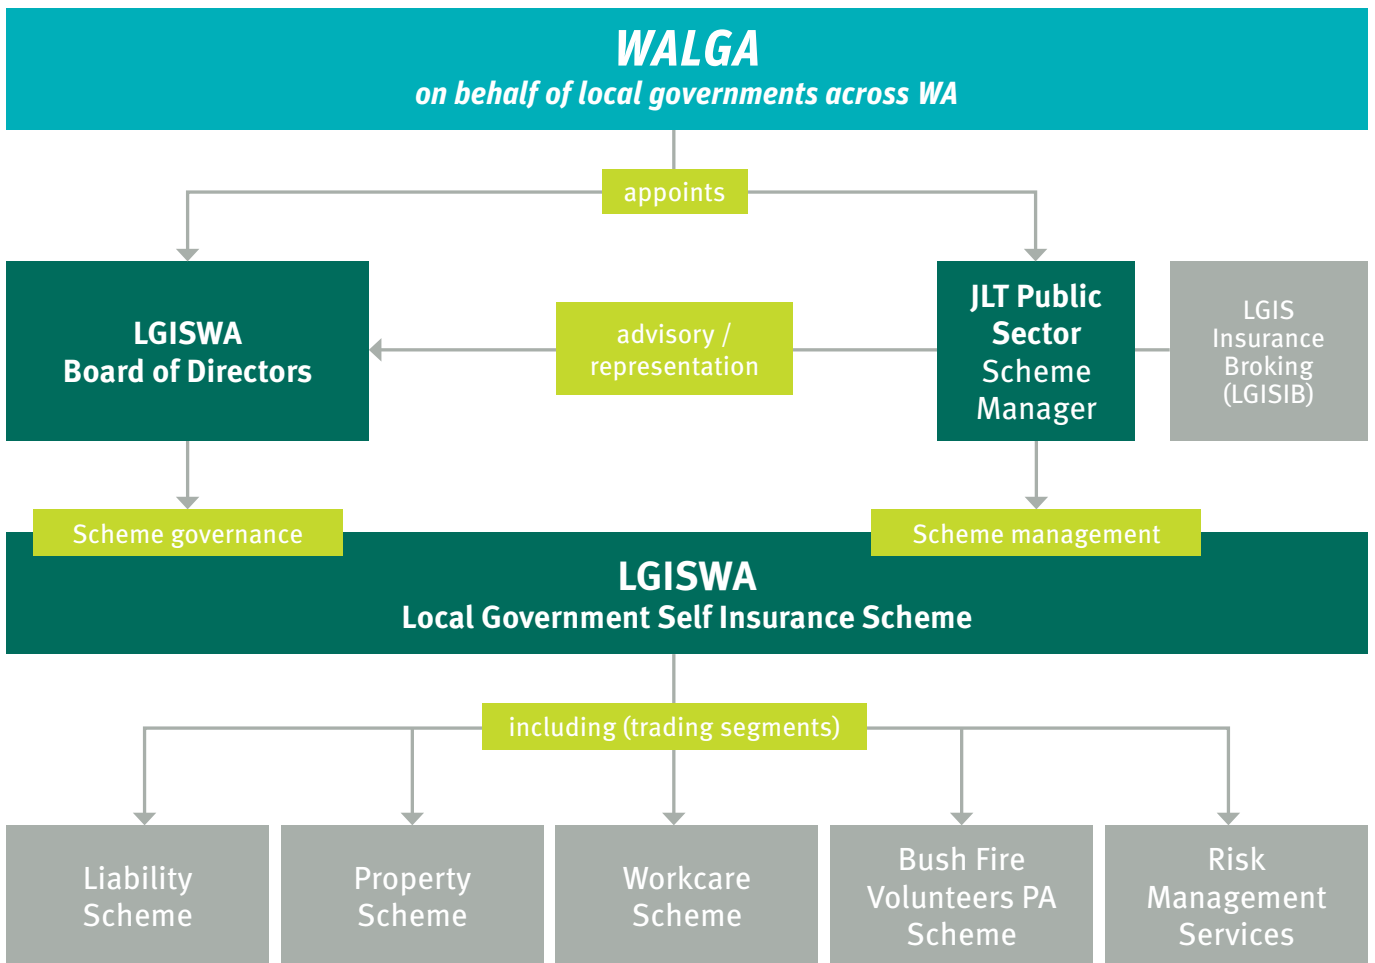 WALGA
on behalf of local governments across WA
appoints
LGISWA
Board of Directors
advisory /
representation
JLT Public
Sector
Scheme
Manager
LGIS
Insurance
Broking
(LGISIB)
Scheme governance
Scheme management
LGISWA
Local Government Self Insurance Scheme
including (trading segments)
Liability
Scheme
Property
Scheme
Workcare
Scheme
Bush Fire
Volunteers PA
Scheme
Risk
Management
Services